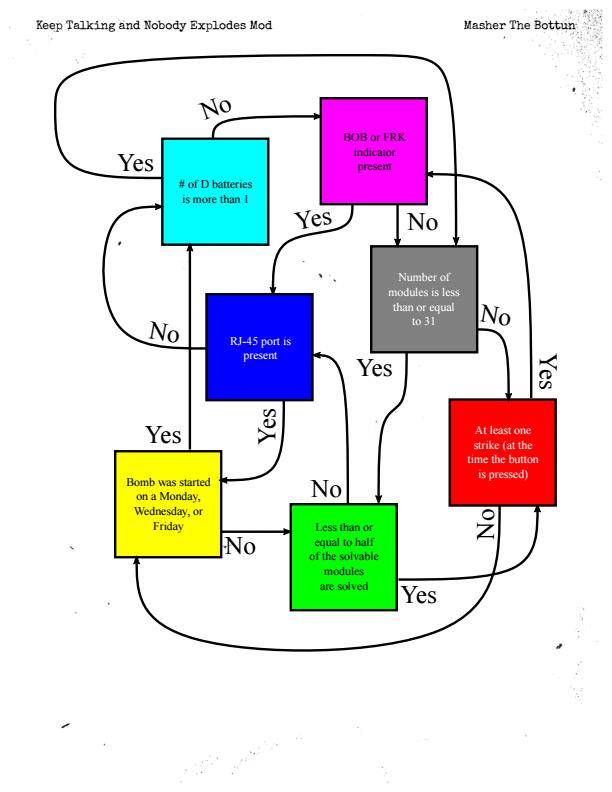 Keep Talking and Nobody Explodes Mod
Masher The Bottun
No
Yes
# of D batteries
is more than 1
BOB or FRK
indicator
present
Yes
No
Number of
modules is less
than or equal
to 31
No
Yes
RJ-45 port is
present
No
Yes
Yes
At least one
strike (at the
time the button
is pressed)
Yes
No
Bomb was started
on a Monday,
Wednesday, or
Friday
Yes
No
Less than or
equal to half
of the solvable
modules
are solved
No
Yes